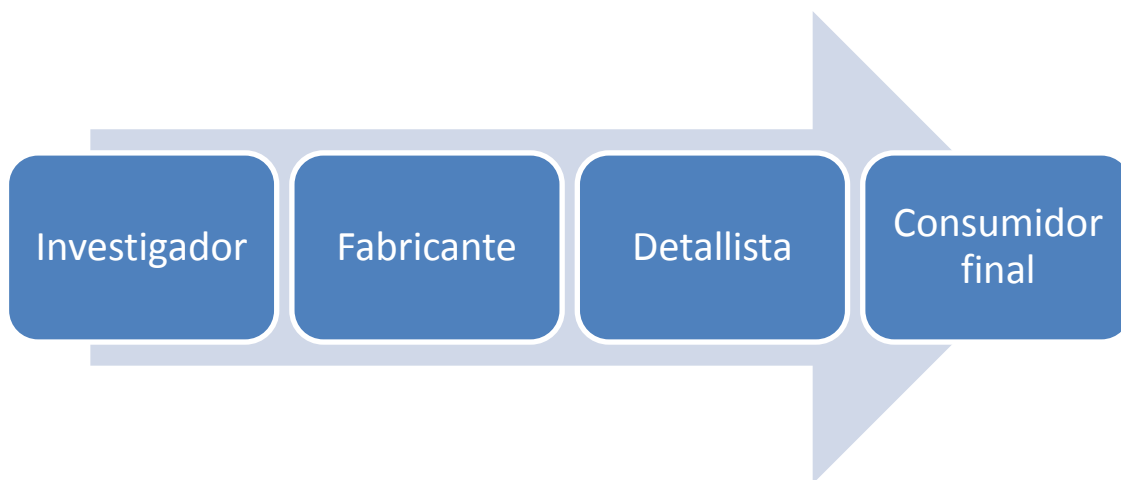 Investigador
Fabricante
Detallista
Consumidor
final